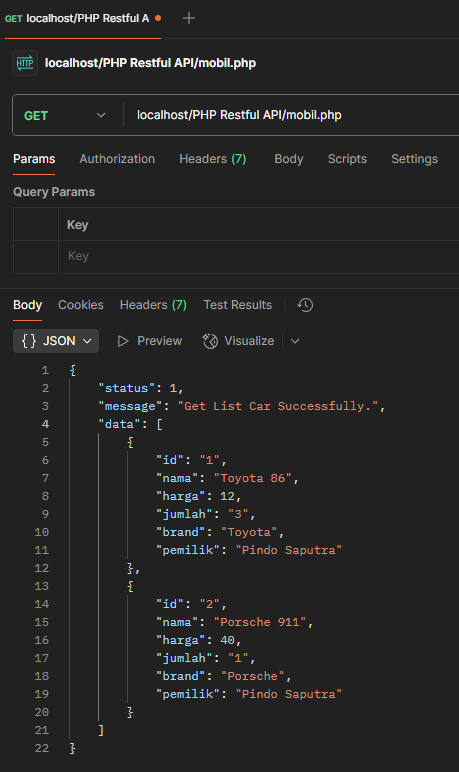 GET localhost/PHP Restful A
HTTP localhost/PHP Restful API/mobil.php
GET localhost/PHP Restful API/mobil.php
Params Authorization Headers (7) Body Scripts Settings
Query Params
Key
Key
Body Cookies Headers (7) Test Results
{} JSON Preview Visualize
1 {
2 "status": 1,
3 "message": "Get List Car Successfully.",
4 "data": [
5 {
6 "id": "1",
7 "nama": "Toyota 86",
8 "harga": 12,
9 "jumlah": "3",
10 "brand": "Toyota",
11 "pemilik": "Pindo Saputra"
12 },
13 {
14 "id": "2",
15 "nama": "Porsche 911",
16 "harga": 40,
17 "jumlah": "1",
18 "brand": "Porsche",
19 "pemilik": "Pindo Saputra"
20 }
21 ]
22 }